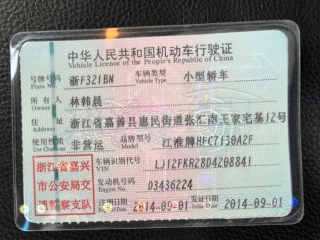 中华人民共和国机动车行驶证
Vehicle License of the People's Republic of China
号牌号码 浙F321BN 车辆类型 小型轿车
Plate No. Vehicle Type
所有人 林韩晨
Owner
住址 浙江省嘉善县惠民街道张汇南王家宅基12号
Address
使用性质 非营运 品牌型号 江淮牌HFC7130A2F
Use Character Model
浙江省嘉兴 车辆识别代号 LJ12FKR28D4208841
VIN
市公安局交 发动机号码 D3436224
Engine No.
通警察支队 注册日期 2014-09-01 发证日期 2014-09-01